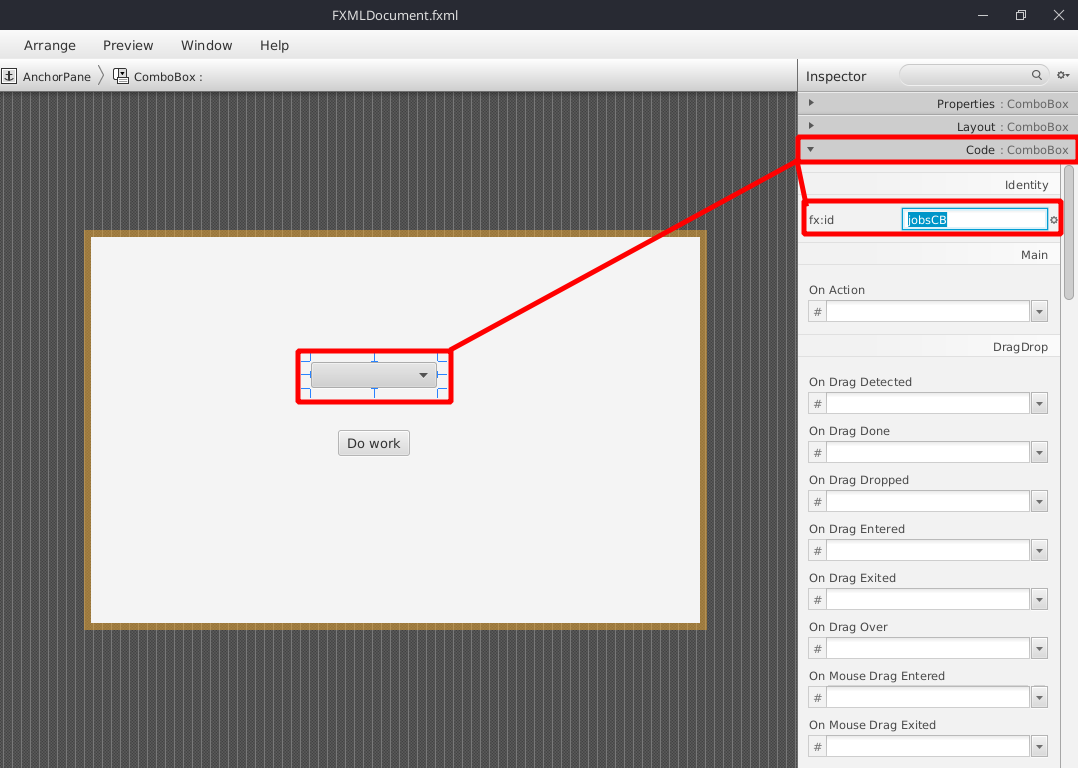 FXMLDocument.fxml
Arrange Preview Window Help
AnchorPane ComboBox :
Inspector
Properties : ComboBox
Layout : ComboBox
Code : ComboBox
Identity
fx:id jobsCB
Main
On Action
#
DragDrop
On Drag Detected
#
On Drag Done
#
On Drag Dropped
#
On Drag Entered
#
On Drag Exited
#
On Drag Over
#
On Mouse Drag Entered
#
On Mouse Drag Exited
#
Do work